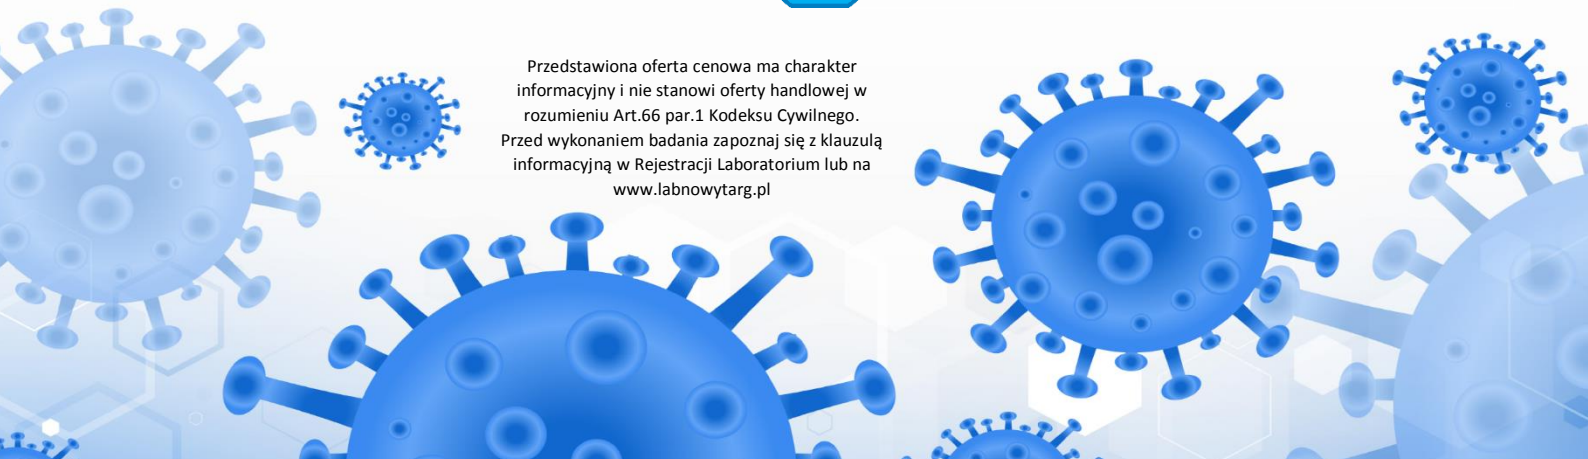 Przedstawiona oferta cenowa ma charakter
informacyjny i nie stanowi oferty handlowej w
rozumieniu Art.66 par.1 Kodeksu Cywilnego.
Przed wykonaniem badania zapoznaj się z klauzulą
informacyjną w Rejestracji Laboratorium lub na
www.labnowytarg.pl